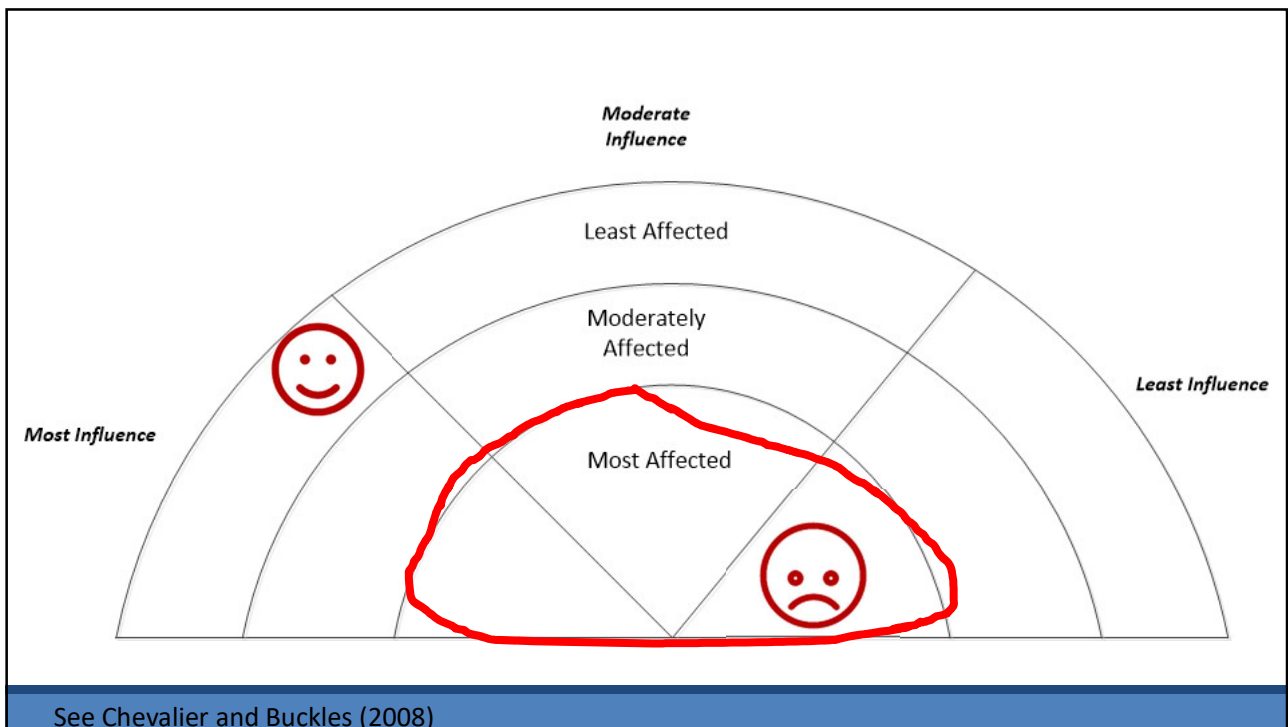 Moderate
Influence
Least Affected
Moderately
Affected
Least Influence
Most Influence
Most Affected
See Chevalier and Buckles (2008)